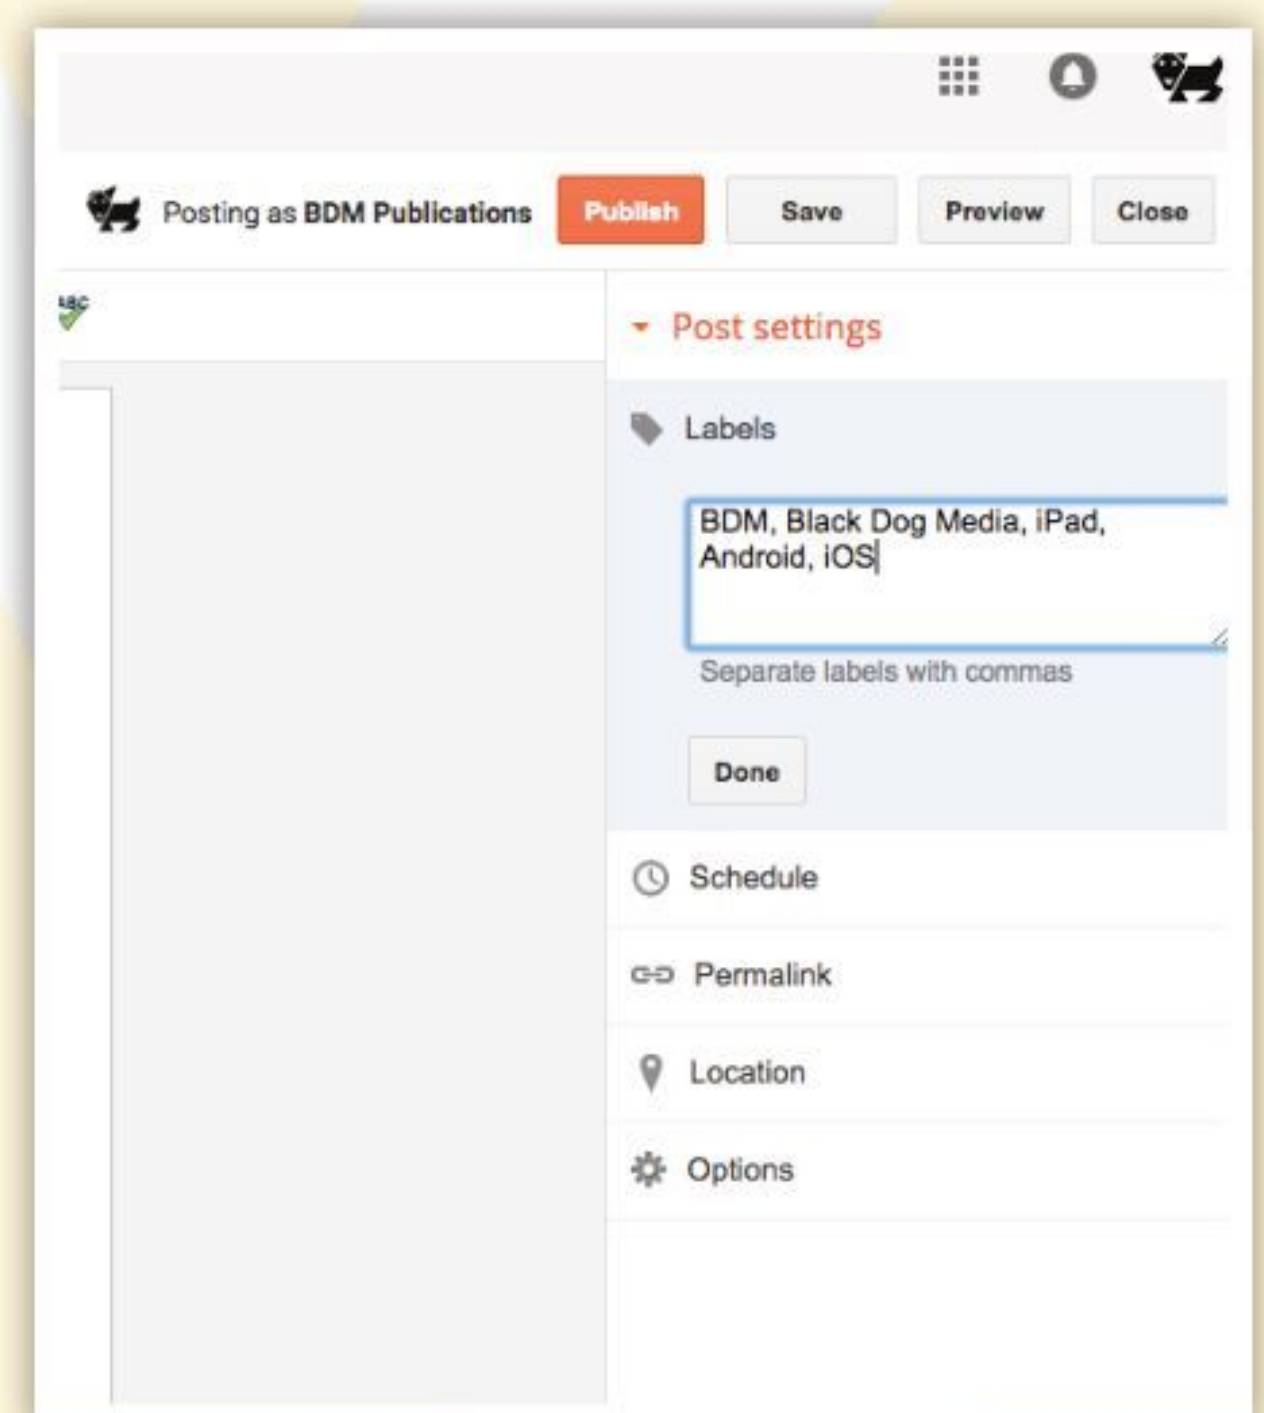 Posting as BDM Publications Publish Save Preview Close
ABC
Post settings
Labels
BDM, Black Dog Media, iPad,
Android, iOS
Separate labels with commas
Done
Schedule
Permalink
Location
Options